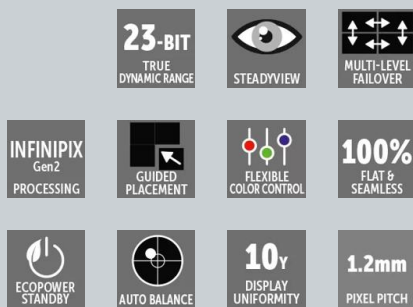 23-BIT
TRUE
DYNAMIC RANGE
STEADYVIEW
MULTI-LEVEL
FAILOVER
INFINIPIX
Gen2
PROCESSING
GUIDED
PLACEMENT
FLEXIBLE
COLOR CONTROL
100%
FLAT &
SEAMLESS
ECOPOWER
STANDBY
AUTO BALANCE
10Y
DISPLAY
UNIFORMITY
1.2mm
PIXEL PITCH